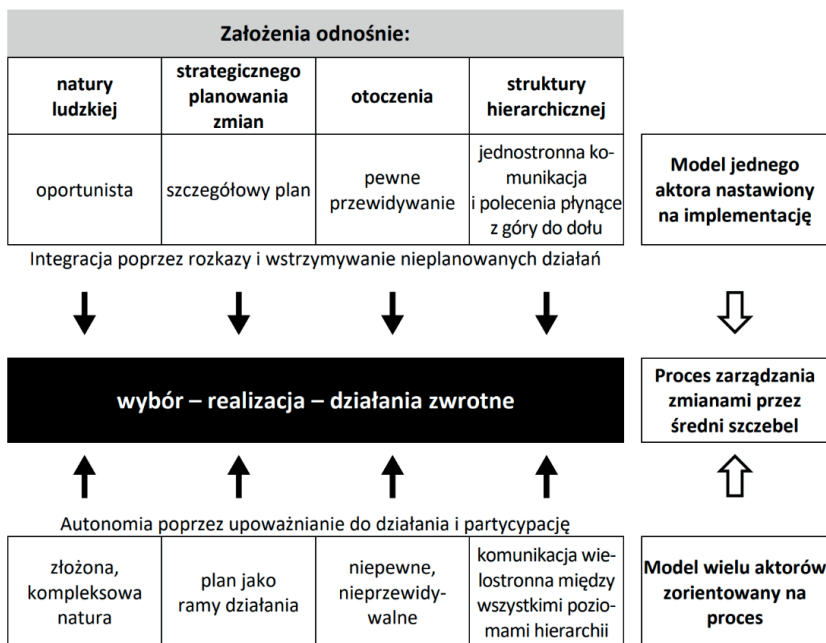 Założenia odnośnie:
natury
ludzkiej
strategicznego
planowania
zmian
otoczenia
struktury
hierarchicznej
oportunista
szczegółowy plan
pewne
przewidywanie
jednostronna ko-
munikacja
i polecenia płynące
z góry do dołu
Model jednego
aktora nastawiony
na implementację
Integracja poprzez rozkazy i wstrzymywanie nieplanowanych działań
wybór – realizacja – działania zwrotne
Proces zarządzania
zmianami przez
średni szczebel
Autonomia poprzez upoważnianie do działania i partycypację
złożona,
kompleksowa
natura
plan jako
ramy działania
niepewne,
nieprzewidy-
walne
komunikacja wie-
lostronna między
wszystkimi pozio-
mami hierarchii
Model wielu aktorów
zorientowany na
proces